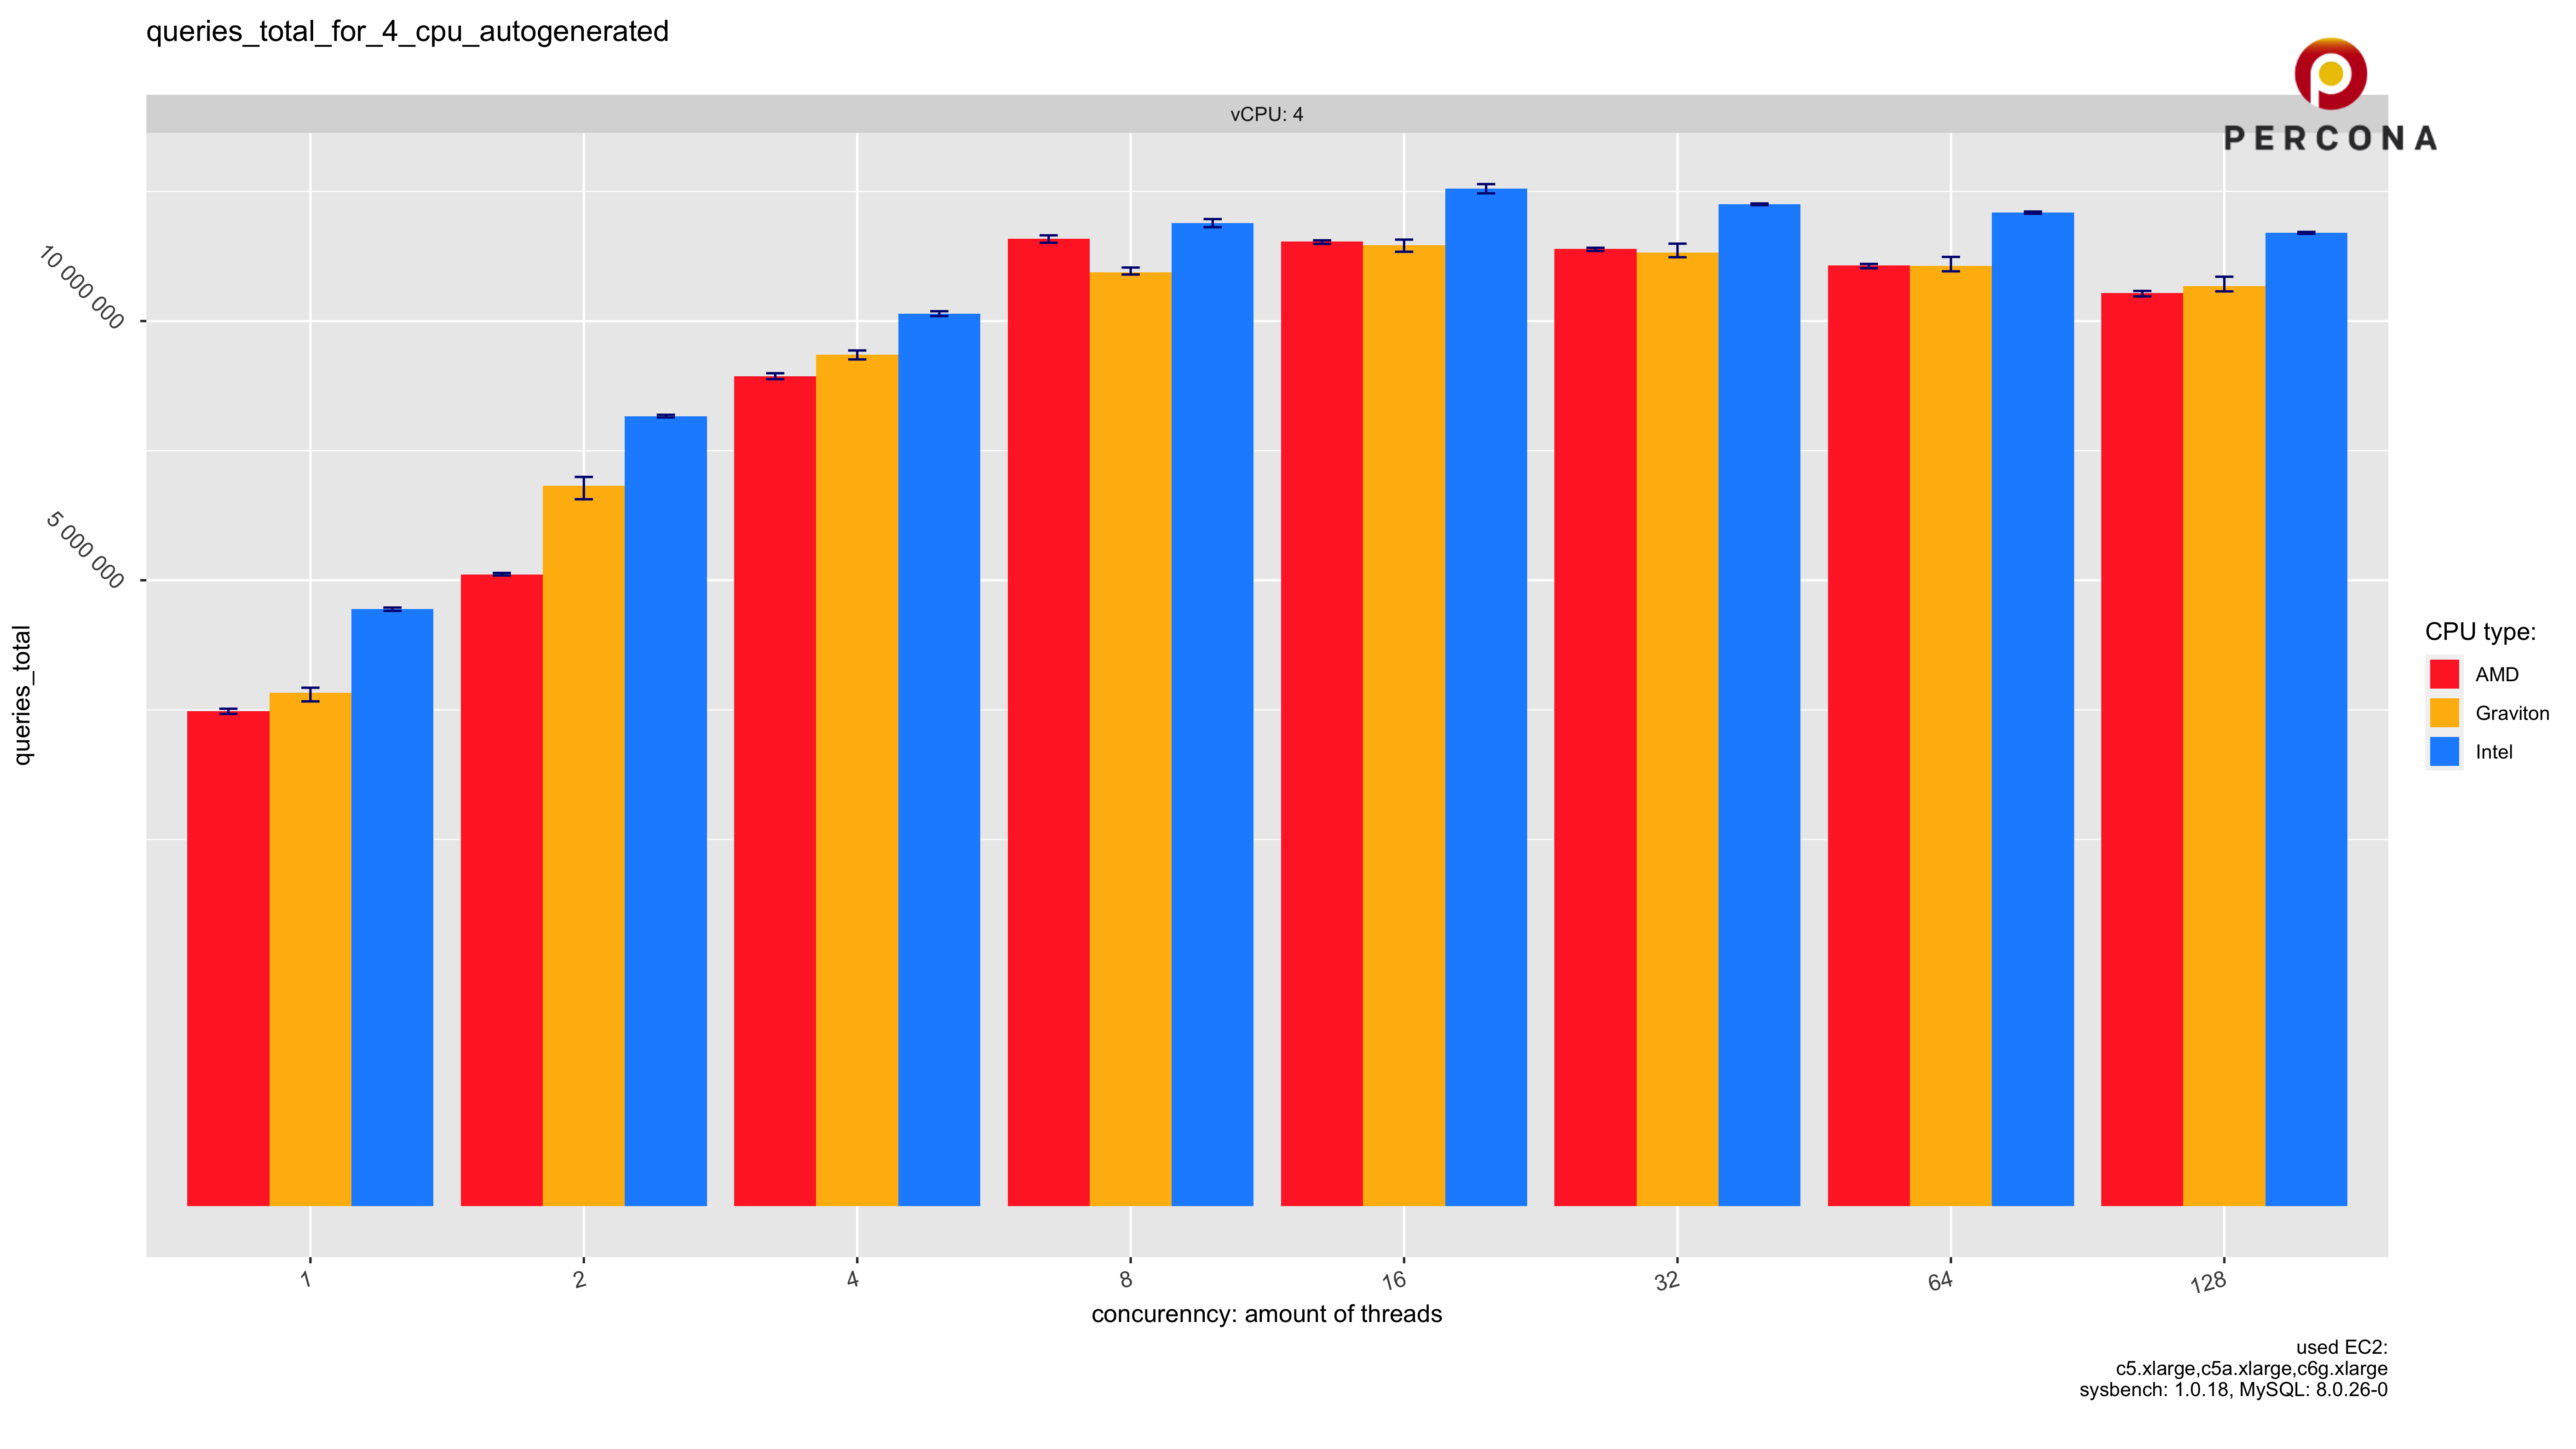 queries_total_for_4_cpu_autogenerated
PERCONA
vCPU: 4
queries_total
10 000 000
5 000 000
1
2
4
8
16
32
64
128
concurenncy: amount of threads
CPU type:
AMD
Graviton
Intel
used EC2:
c5.xlarge,c5a.xlarge,c6g.xlarge
sysbench: 1.0.18, MySQL: 8.0.26-0